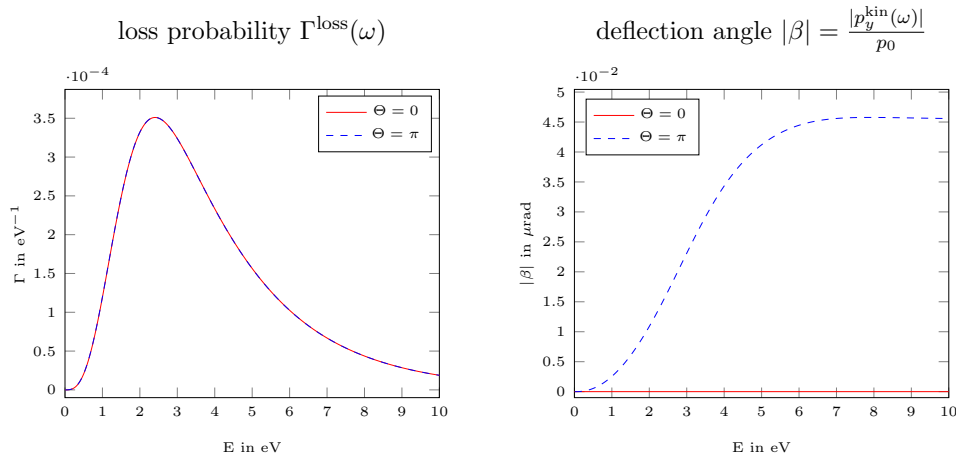 loss probability Γ^loss(ω)
·10^−4
3.5
3
2.5
2
1.5
1
0.5
0
Γ in eV^−1
Θ = 0
Θ = π
0 1 2 3 4 5 6 7 8 9 10
E in eV
deflection angle |β| = |p_y^kin(ω)| / p_0
·10^−2
5
4.5
4
3.5
3
2.5
2
1.5
1
0.5
0
|β| in μrad
Θ = 0
Θ = π
0 1 2 3 4 5 6 7 8 9 10
E in eV